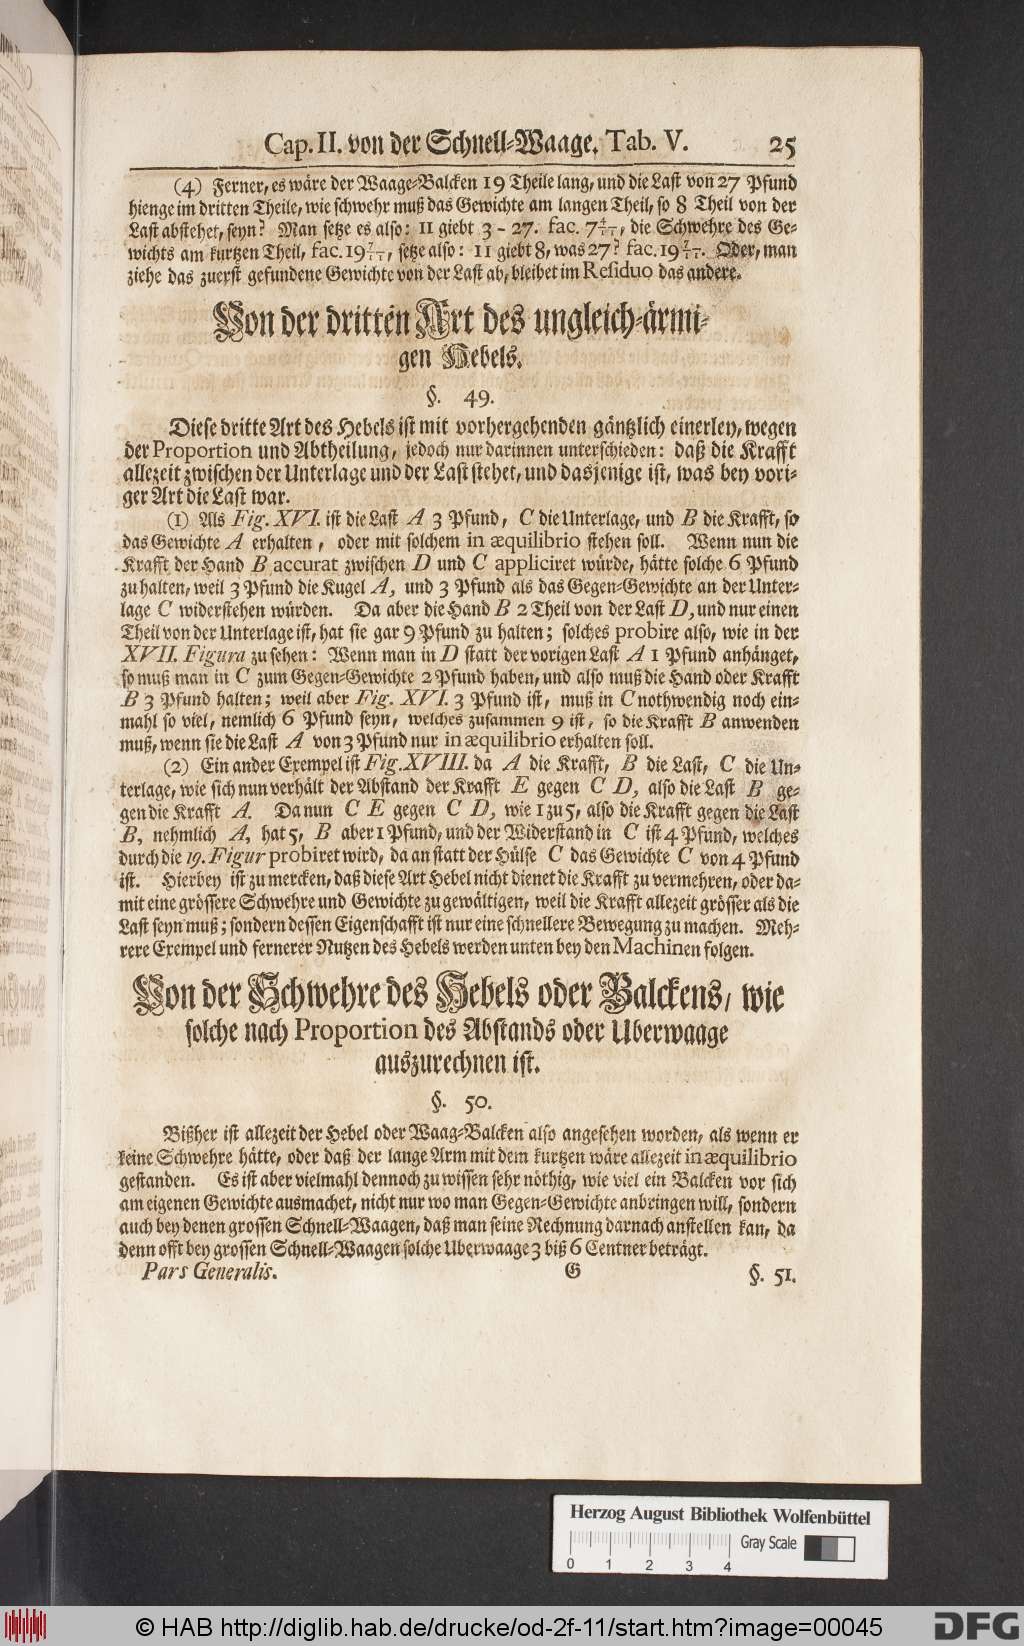 Cap. II. von der Schnell-Waage. Tab. V. 25
(4) Ferner, es wäre der Waage-Balcken 19 Theile lang, und die Last von 27 Pfund
hienge im dritten Theile, wie schwehr muß das Gewichte am langen Theil, so 8 Theil von der
Last abstehet, seyn? Man setze es also: 11 giebt 3 - 27. fac. 7 4/11, die Schwehre des Ge-
wichts am kurtzen Theil, fac. 19 7/11, setze also: 11 giebt 8, was 27? fac. 19 7/11. Oder, man
ziehe das zuerst gefundene Gewichte von der Last ab, bleibet im Residuo das andere.
Von der dritten Art des ungleich-ärmi-
gen Hebels.
§. 49.
Diese dritte Art des Hebels ist mit vorhergehenden gäntzlich einerley, wegen
der Proportion und Abtheilung, jedoch nur darinnen unterschieden: daß die Krafft
allezeit zwischen der Unterlage und der Last stehet, und dasjenige ist, was bey vori-
ger Art die Last war.
(1) Als Fig. XVI. ist die Last A 3 Pfund, C die Unterlage, und B die Krafft, so
das Gewichte A erhalten, oder mit solchem in æquilibrio stehen soll. Wenn nun die
Krafft der Hand B accurat zwischen D und C appliciret würde, hätte solche 6 Pfund
zu halten, weil 3 Pfund die Kugel A, und 3 Pfund als das Gegen-Gewichte an der Unter-
lage C widerstehen würden. Da aber die Hand B 2 Theil von der Last D, und nur einen
Theil von der Unterlage ist, hat sie gar 9 Pfund zu halten; solches probire also, wie in der
XVII. Figura zu sehen: Wenn man in D statt der vorigen Last A 1 Pfund anhänget,
so muß man in C zum Gegen-Gewichte 2 Pfund haben, und also muß die Hand oder Krafft
B 3 Pfund halten; weil aber Fig. XVI. 3 Pfund ist, muß in C nothwendig noch ein-
mahl so viel, nemlich 6 Pfund seyn, welches zusammen 9 ist, so die Krafft B anwenden
muß, wenn sie die Last A von 3 Pfund nur in æquilibrio erhalten soll.
(2) Ein ander Exempel ist Fig. XVIII. da A die Krafft, B die Last, C die Un-
terlage, wie sich nun verhält der Abstand der Krafft E gegen C D, also die Last B ge-
gen die Krafft A. Da nun C E gegen C D, wie 1 zu 5, also die Krafft gegen die Last
B, nehmlich A, hat 5, B aber 1 Pfund, und der Widerstand in C ist 4 Pfund, welches
durch die 19. Figur probiret wird, da an statt der Hülse C das Gewichte C von 4 Pfund
ist. Hierbey ist zu mercken, daß diese Art Hebel nicht dienet die Krafft zu vermehren, oder da-
mit eine grössere Schwehre und Gewichte zu gewältigen, weil die Krafft allezeit grösser als die
Last seyn muß; sondern dessen Eigenschafft ist nur eine schnellere Bewegung zu machen. Meh-
rere Exempel und fernerer Nutzen des Hebels werden unten bey den Machinen folgen.
Von der Schwehre des Hebels oder Balckens, wie
solche nach Proportion des Abstands oder Uberwaage
auszurechnen ist.
§. 50.
Bißher ist allezeit der Hebel oder Waag-Balcken also angesehen worden, als wenn er
keine Schwehre hätte, oder daß der lange Arm mit dem kurtzen wäre allezeit in æquilibrio
gestanden. Es ist aber vielmahl dennoch zu wissen sehr nöthig, wie viel ein Balcken vor sich
am eigenen Gewichte ausmachet, nicht nur wo man Gegen-Gewichte anbringen will, sondern
auch bey denen grossen Schnell-Waagen, daß man seine Rechnung darnach anstellen kan, da
denn offt bey grossen Schnell-Waagen solche Uberwaage 3 biß 6 Centner beträgt.
Pars Generalis. G §. 51.
Herzog August Bibliothek Wolfenbüttel
Gray Scale
0 1 2 3 4
© HAB http://diglib.hab.de/drucke/od-2f-11/start.htm?image=00045
DFG